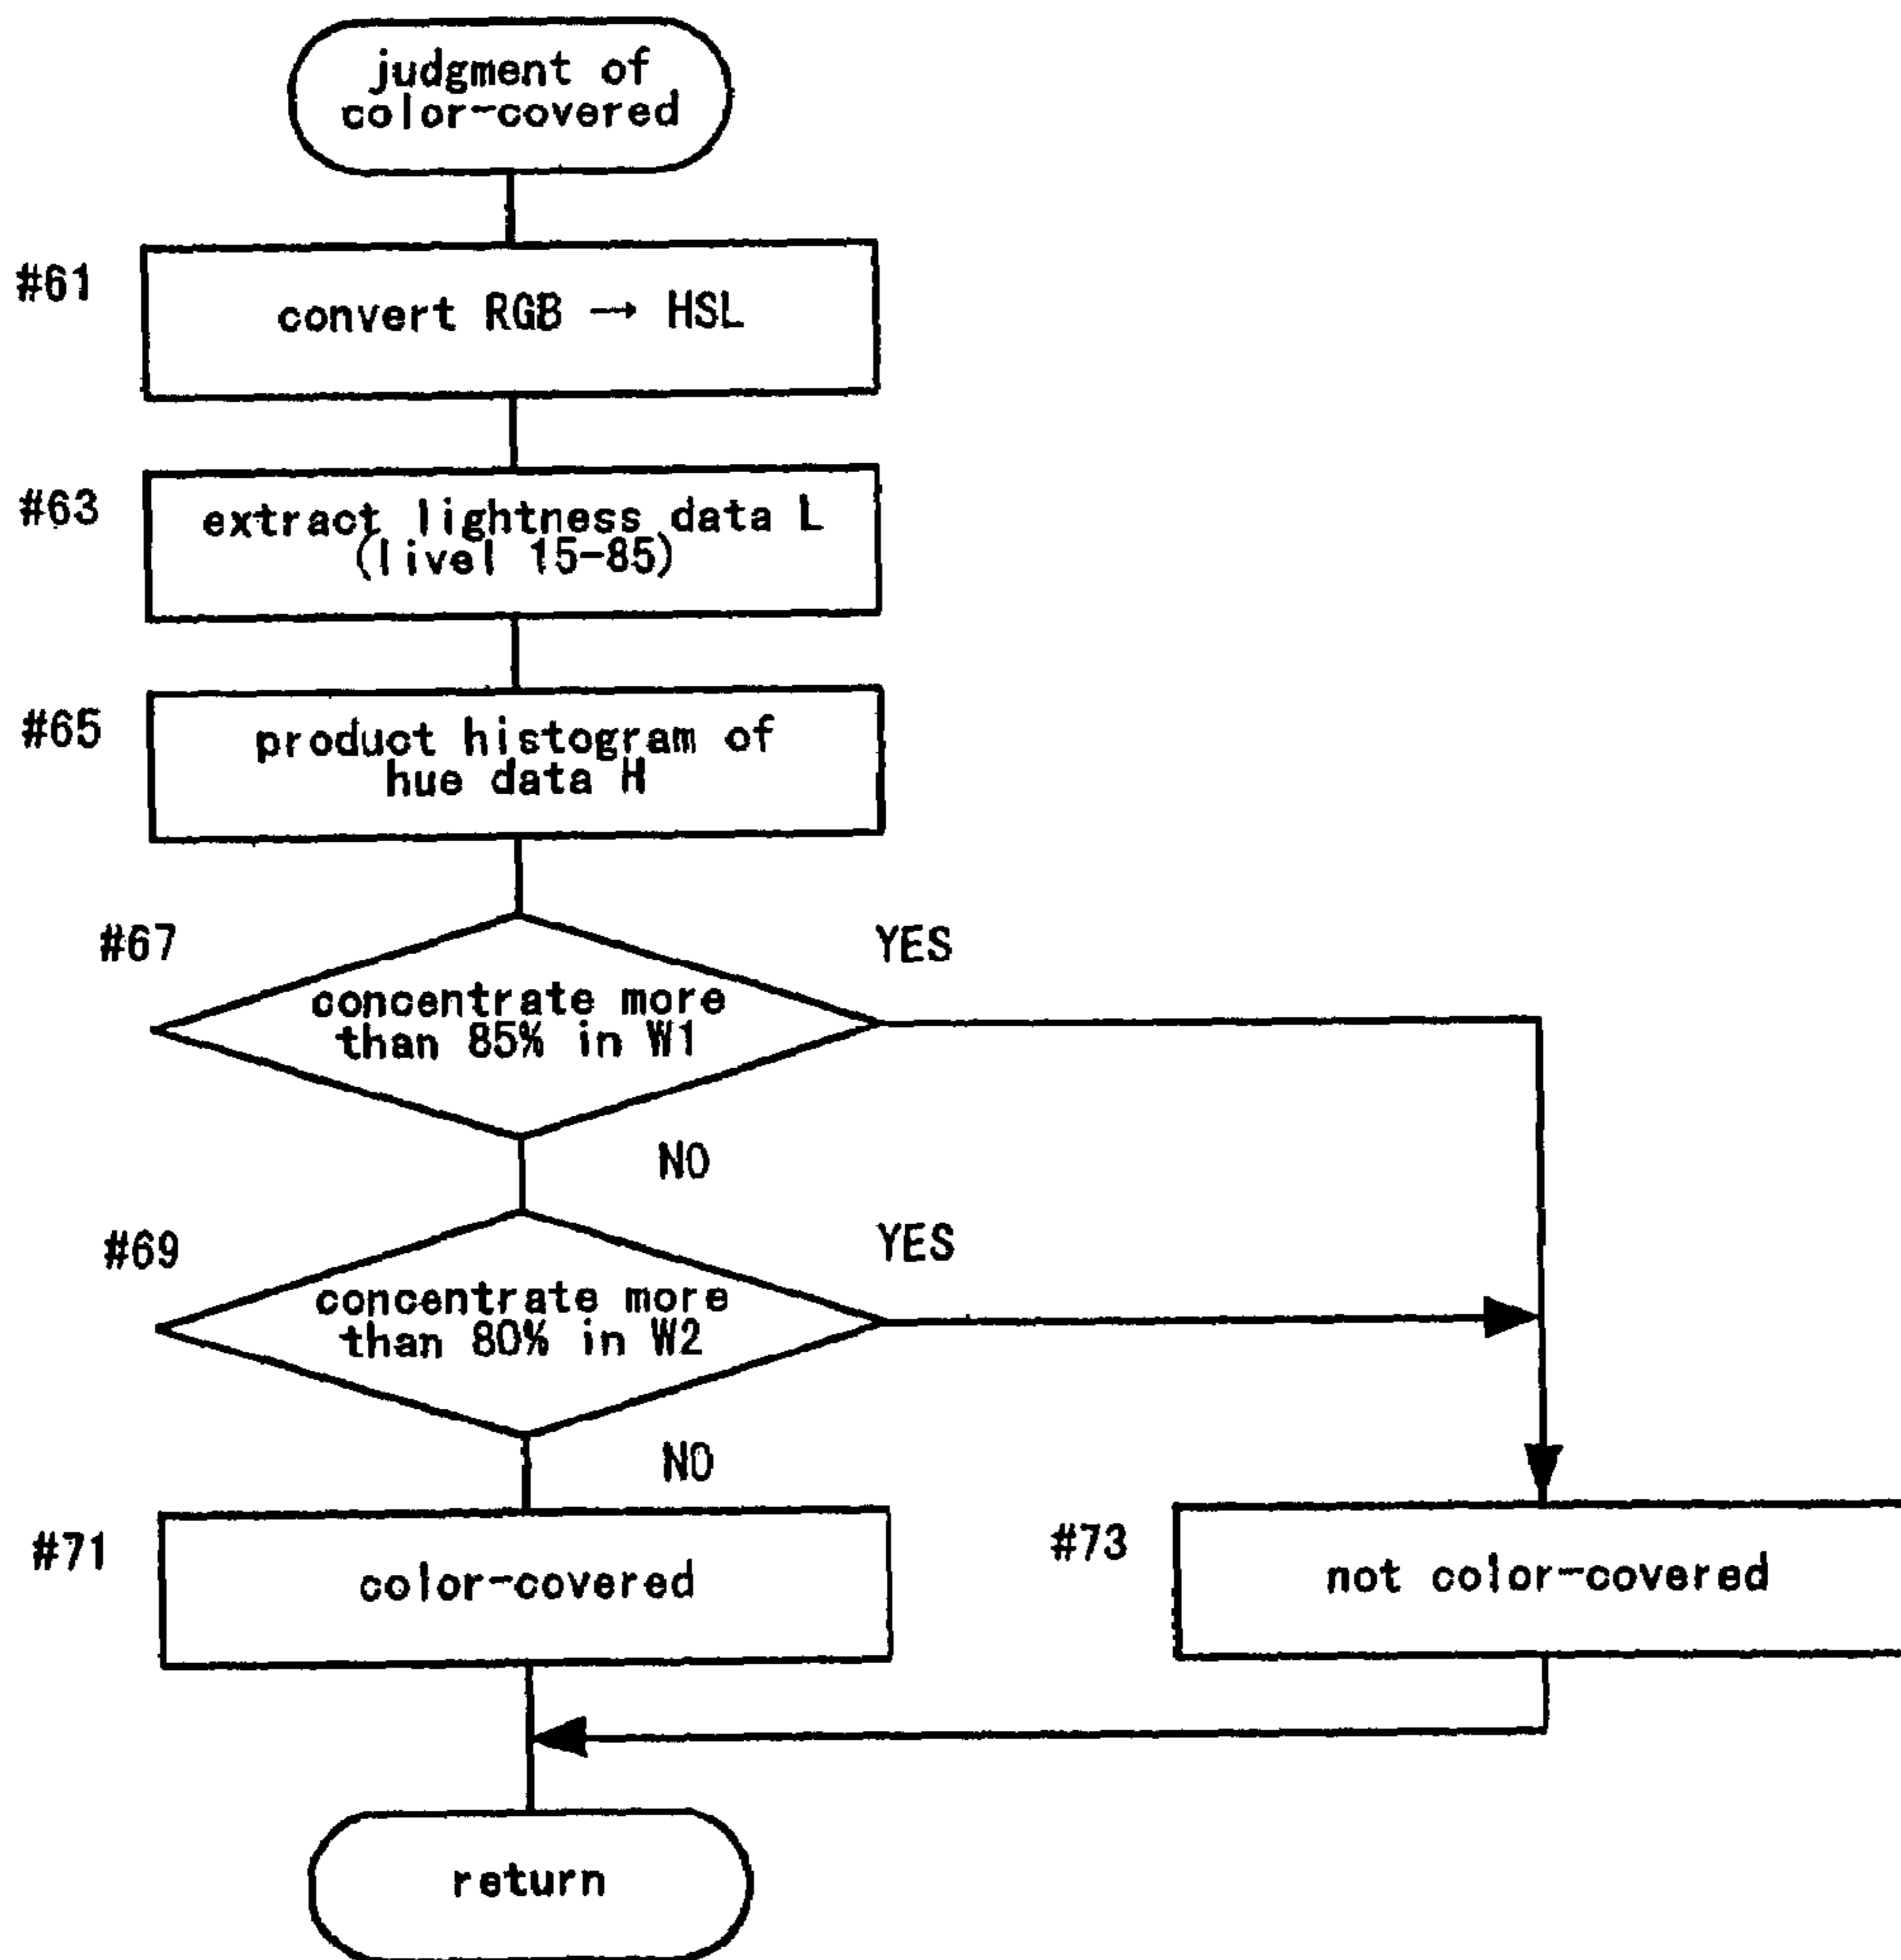 judgment of
color-covered
#61
convert RGB → HSL
#63
extract lightness data L
(livel 15-85)
#65
product histogram of
hue data H
#67
concentrate more
than 85% in W1
YES
NO
#69
concentrate more
than 80% in W2
YES
NO
#71
color-covered
#73
not color-covered
return